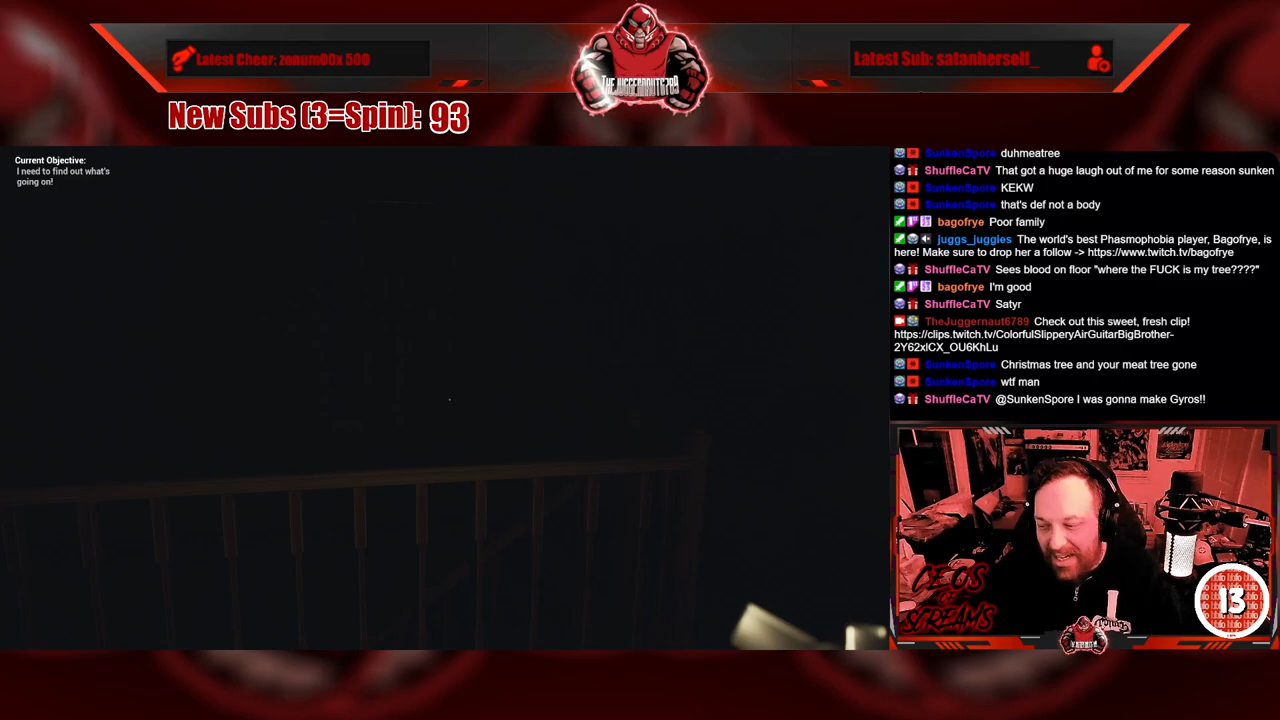 Latest Cheer: zonum00x 500
THEJUGGERNAUT6789
Latest Sub: satanherself_
New Subs (3=Spin): 93
Current Objective:
I need to find out what's
going on!
SunkenSpore duhmeatree
ShuffleCaTV That got a huge laugh out of me for some reason sunken
SunkenSpore KEKW
SunkenSpore that's def not a body
bagofrye Poor family
juggs_juggles The world's best Phasmophobia player, Bagofrye, is
here! Make sure to drop her a follow -> https://www.twitch.tv/bagofrye
ShuffleCaTV Sees blood on floor "where the FUCK is my tree????"
bagofrye I'm good
ShuffleCaTV Satyr
TheJuggernaut6789 Check out this sweet, fresh clip!
https://clips.twitch.tv/ColorfulSlipperyAirGuitarBigBrother-
2Y62xlCX_OU6KhLu
SunkenSpore Christmas tree and your meat tree gone
SunkenSpore wtf man
ShuffleCaTV @SunkenSpore I was gonna make Gyros!!
CEOS
OF
SCREAMS
13